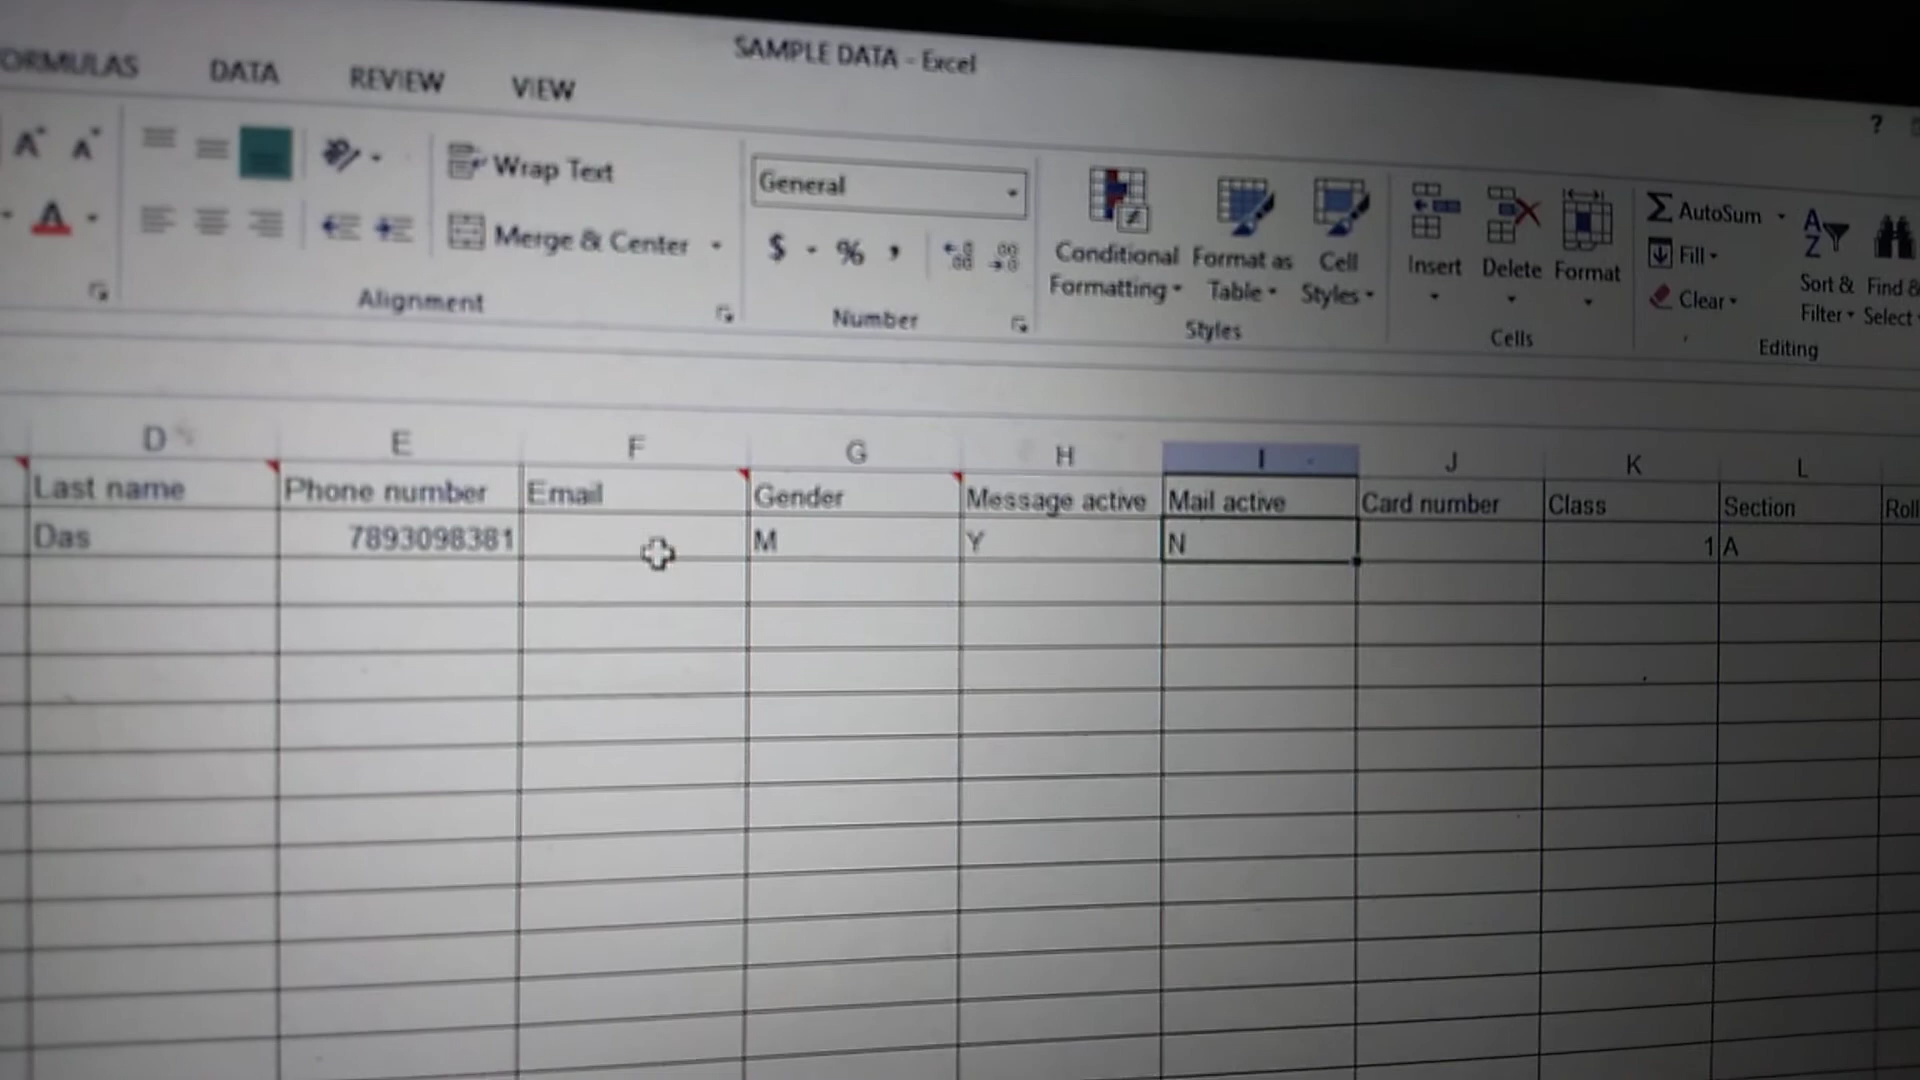 SAMPLE DATA - Excel
FORMULAS DATA REVIEW VIEW
?
Wrap Text
General
AutoSum
Merge & Center
$ % ,
Conditional Formatting
Format as Table
Cell Styles
Insert
Delete
Format
Fill
Clear
Sort & Filter
Find & Select
Alignment
Number
Styles
Cells
Editing
D E F G H I J K L
Last name Phone number Email Gender Message active Mail active Card number Class Section Roll
Das 7893098381 M Y N 1 A